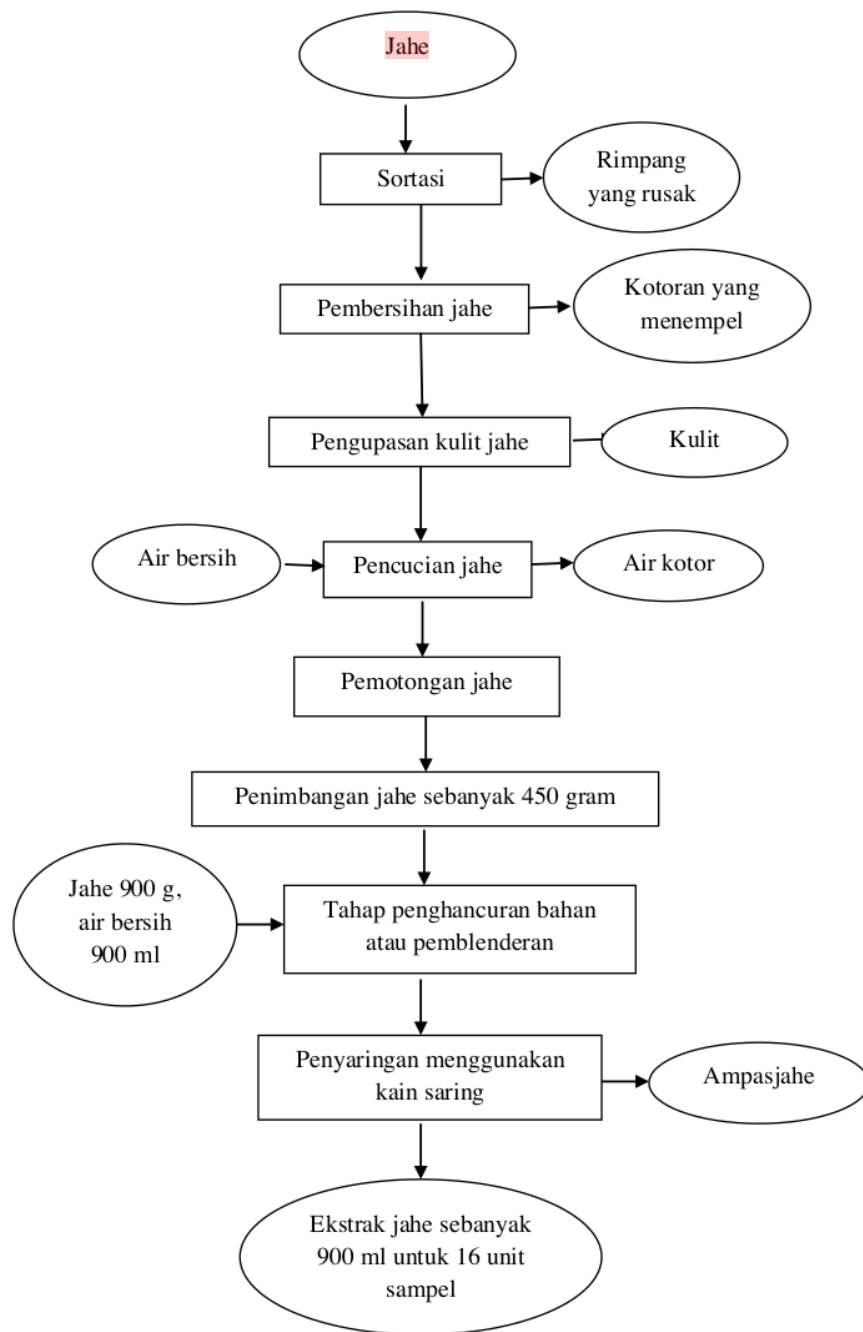 Jahe
Sortasi
Rimpang
yang rusak
Pembersihan jahe
Kotoran yang
menempel
Pengupasan kulit jahe
Kulit
Air bersih
Pencucian jahe
Air kotor
Pemotongan jahe
Penimbangan jahe sebanyak 450 gram
Jahe 900 g,
air bersih
900 ml
Tahap penghancuran bahan
atau pemblenderan
Penyaringan menggunakan
kain saring
Ampasjahe
Ekstrak jahe sebanyak
900 ml untuk 16 unit
sampel